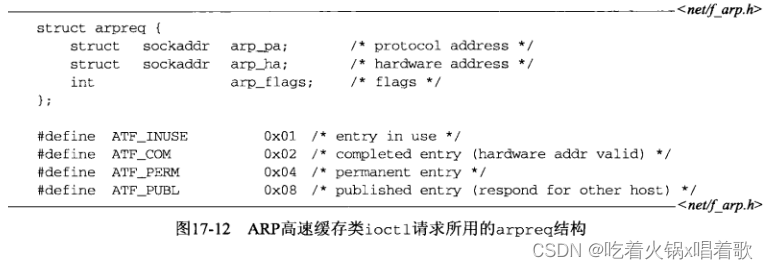 <net/f_arp.h>
struct arpreq {
struct sockaddr arp_pa; /* protocol address */
struct sockaddr arp_ha; /* hardware address */
int arp_flags; /* flags */
};
#define ATF_INUSE 0x01 /* entry in use */
#define ATF_COM 0x02 /* completed entry (hardware addr valid) */
#define ATF_PERM 0x04 /* permanent entry */
#define ATF_PUBL 0x08 /* published entry (respond for other host) */
<net/f_arp.h>
图17-12 ARP高速缓存类ioctl请求所用的arpreq结构
CSDN @吃着火锅x唱着歌